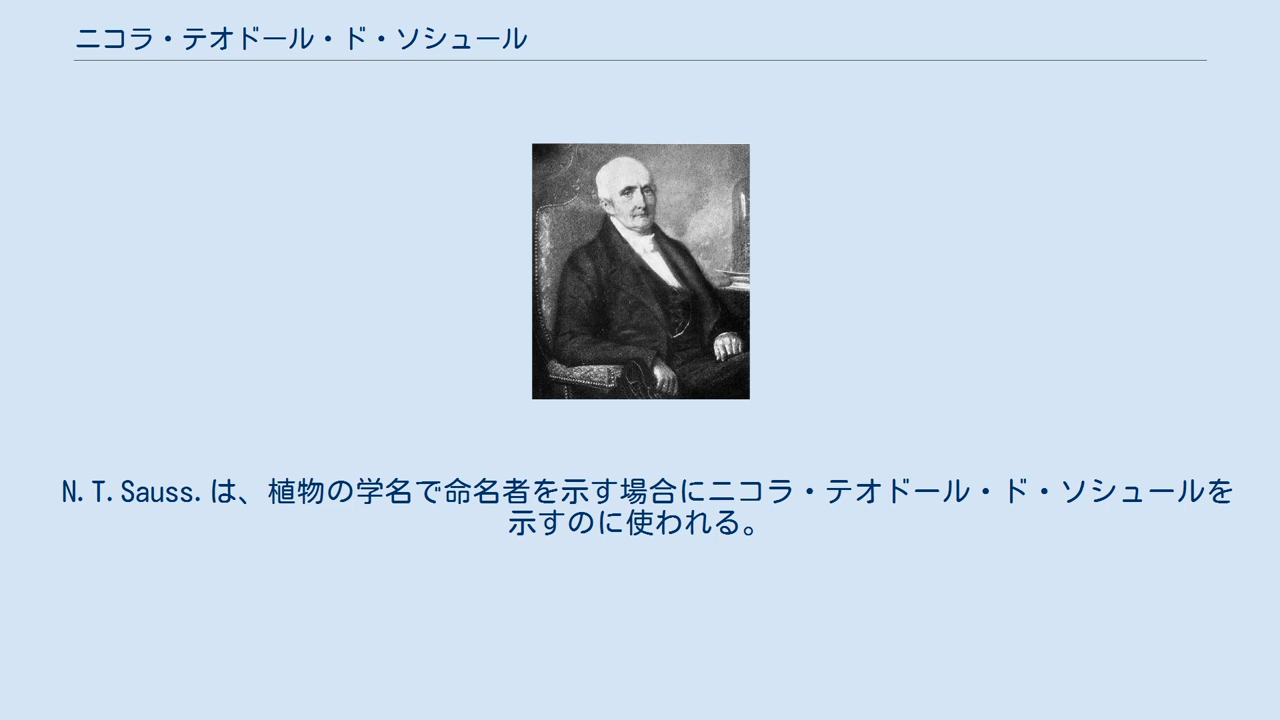 ニコラ・テオドール・ド・ソシュール
N. T. Sauss. は、植物の学名で命名者を示す場合にニコラ・テオドール・ド・ソシュールを
示すのに使われる。